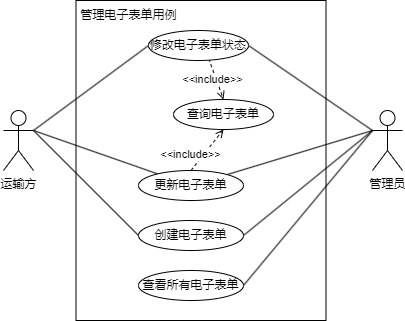 管理电子表单用例
修改电子表单状态
<<include>>
查询电子表单
<<include>>
运输方
更新电子表单
管理员
创建电子表单
查看所有电子表单